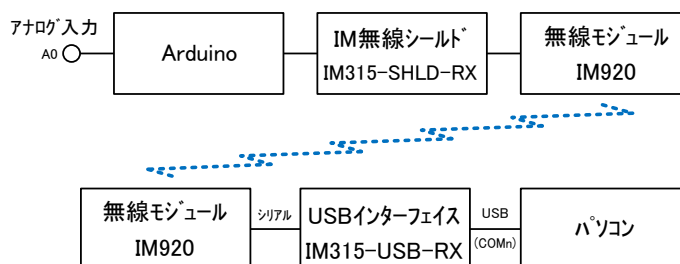 アナログ入力
A0
Arduino
IM無線シールド
IM315-SHLD-RX
無線モジュール
IM920
無線モジュール
IM920
シリアル
USBインターフェイス
IM315-USB-RX
USB
(COMn)
パソコン